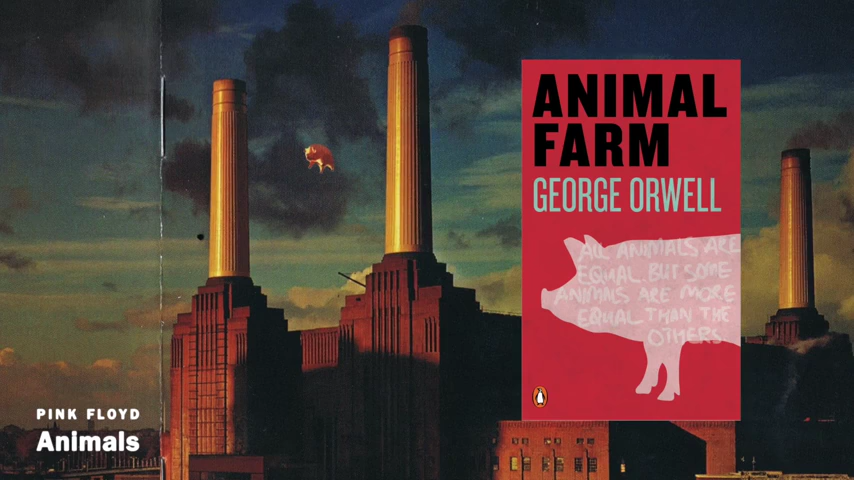 ANIMAL
FARM
GEORGE ORWELL
ALL ANIMALS ARE
EQUAL BUT SOME
ANIMALS ARE MORE
EQUAL THAN THE
OTHERS
PINK FLOYD
Animals